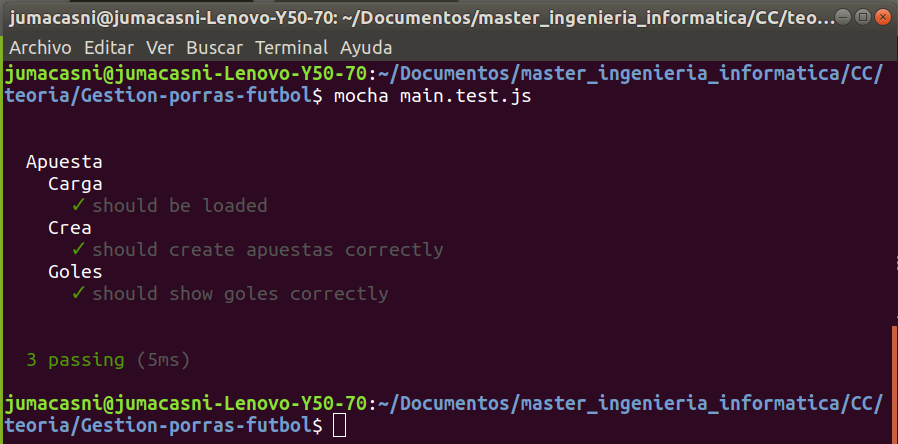 jumacasni@jumacasni-Lenovo-Y50-70: ~/Documentos/master_ingenieria_informatica/CC/teo...
Archivo Editar Ver Buscar Terminal Ayuda
jumacasni@jumacasni-Lenovo-Y50-70:~/Documentos/master_ingenieria_informatica/CC/
teoria/Gestion-porras-futbol$ mocha main.test.js
Apuesta
Carga
✓ should be loaded
Crea
✓ should create apuestas correctly
Goles
✓ should show goles correctly
3 passing (5ms)
jumacasni@jumacasni-Lenovo-Y50-70:~/Documentos/master_ingenieria_informatica/CC/
teoria/Gestion-porras-futbol$